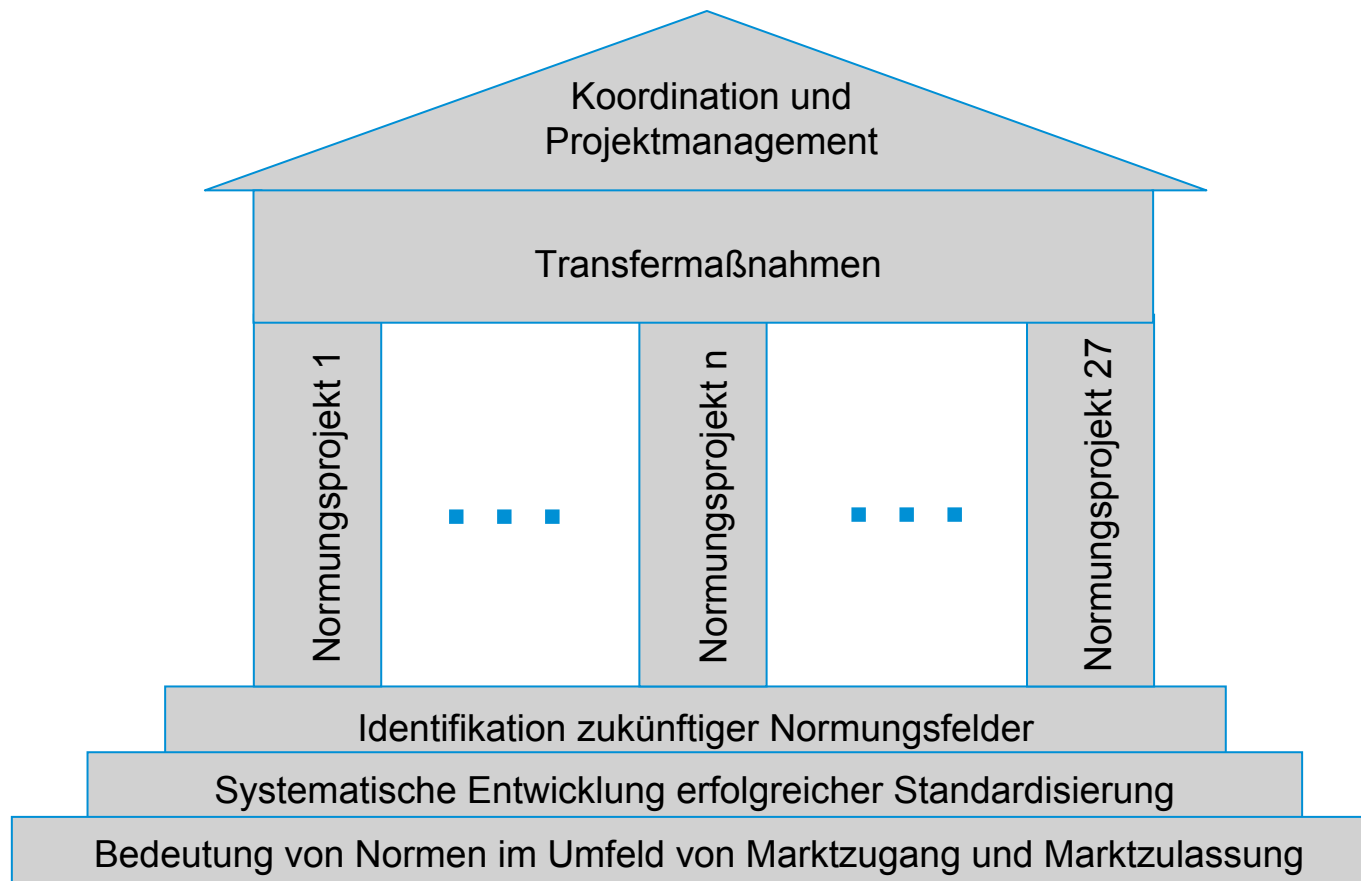 Koordination und
Projektmanagement
Transfermaßnahmen
Normungsprojekt 1
Normungsprojekt n
Normungsprojekt 27
Identifikation zukünftiger Normungsfelder
Systematische Entwicklung erfolgreicher Standardisierung
Bedeutung von Normen im Umfeld von Marktzugang und Marktzulassung